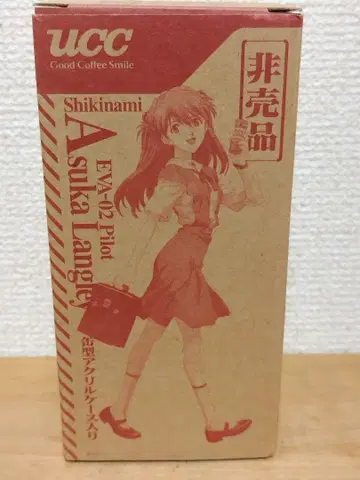 UCC
Good Coffee Smile
非売品
Shikinami
Asuka Langley
EVA-02 Pilot
缶型アクリルケース入り